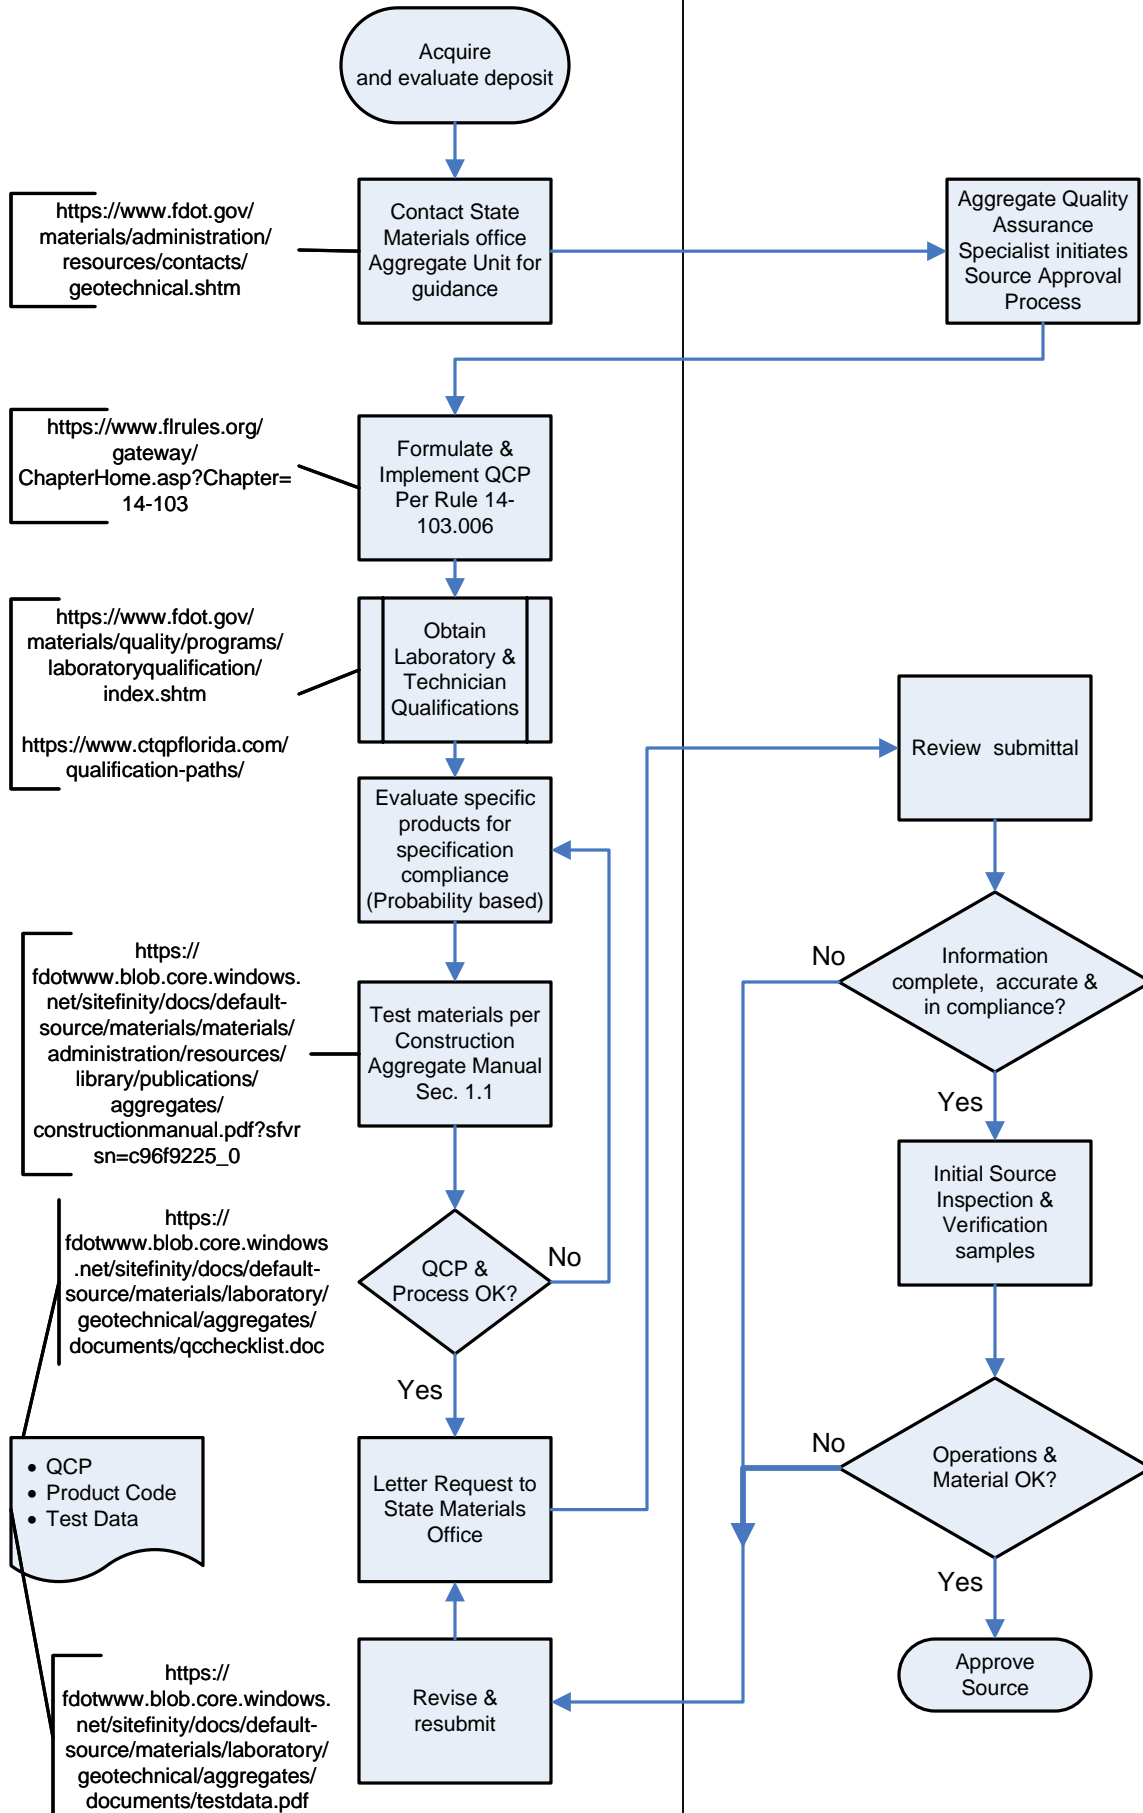 Acquire
and evaluate deposit
https://www.fdot.gov/
materials/administration/
resources/contacts/
geotechnical.shtm
Contact State
Materials office
Aggregate Unit for
guidance
Aggregate Quality
Assurance
Specialist initiates
Source Approval
Process
https://www.flrules.org/
gateway/
ChapterHome.asp?Chapter=
14-103
Formulate &
Implement QCP
Per Rule 14-
103.006
https://www.fdot.gov/
materials/quality/programs/
laboratoryqualification/
index.shtm
https://www.ctqpflorida.com/
qualification-paths/
Obtain
Laboratory &
Technician
Qualifications
Review  submittal
Evaluate specific
products for
specification
compliance
(Probability based)
No
Information
complete,  accurate &
in compliance?
Yes
https://
fdotwww.blob.core.windows.
net/sitefinity/docs/default-
source/materials/materials/
administration/resources/
library/publications/
aggregates/
constructionmanual.pdf?sfvr
sn=c96f9225_0
Test materials per
Construction
Aggregate Manual
Sec. 1.1
Initial Source
Inspection &
Verification
samples
https://
fdotwww.blob.core.windows
.net/sitefinity/docs/default-
source/materials/laboratory/
geotechnical/aggregates/
documents/qcchecklist.doc
QCP &
Process OK?
No
Yes
No
Operations &
Material OK?
Yes
• QCP
• Product Code
• Test Data
Letter Request to
State Materials
Office
Approve
Source
https://
fdotwww.blob.core.windows.
net/sitefinity/docs/default-
source/materials/laboratory/
geotechnical/aggregates/
documents/testdata.pdf
Revise &
resubmit